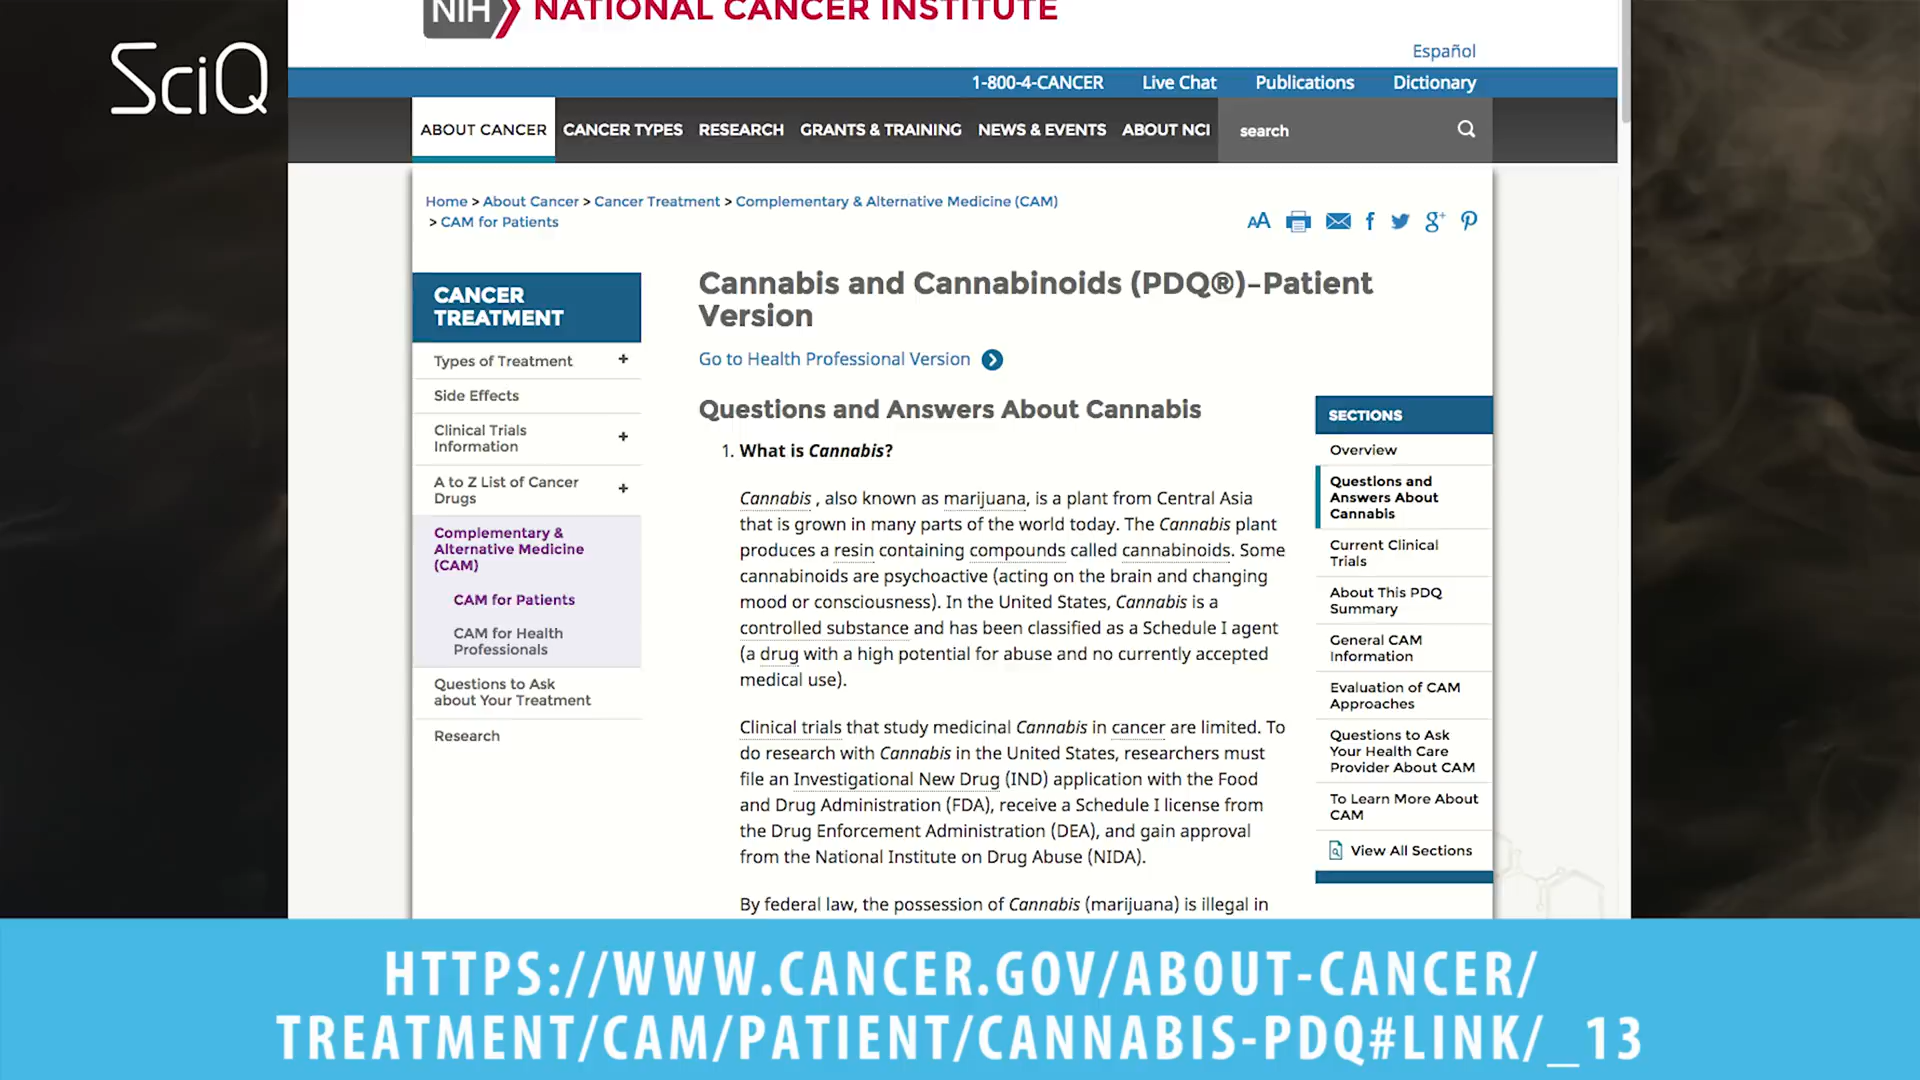 SciQ
NIH NATIONAL CANCER INSTITUTE
Español
1-800-4-CANCER Live Chat Publications Dictionary
ABOUT CANCER CANCER TYPES RESEARCH GRANTS & TRAINING NEWS & EVENTS ABOUT NCI search
Home > About Cancer > Cancer Treatment > Complementary & Alternative Medicine (CAM)
> CAM for Patients
AA f g+
CANCER
TREATMENT
Types of Treatment +
Side Effects
Clinical Trials
Information +
A to Z List of Cancer
Drugs +
Complementary &
Alternative Medicine
(CAM)
CAM for Patients
CAM for Health
Professionals
Questions to Ask
about Your Treatment
Research
Cannabis and Cannabinoids (PDQ®)–Patient
Version
Go to Health Professional Version
Questions and Answers About Cannabis
1. What is Cannabis?
Cannabis , also known as marijuana, is a plant from Central Asia
that is grown in many parts of the world today. The Cannabis plant
produces a resin containing compounds called cannabinoids. Some
cannabinoids are psychoactive (acting on the brain and changing
mood or consciousness). In the United States, Cannabis is a
controlled substance and has been classified as a Schedule I agent
(a drug with a high potential for abuse and no currently accepted
medical use).
Clinical trials that study medicinal Cannabis in cancer are limited. To
do research with Cannabis in the United States, researchers must
file an Investigational New Drug (IND) application with the Food
and Drug Administration (FDA), receive a Schedule I license from
the Drug Enforcement Administration (DEA), and gain approval
from the National Institute on Drug Abuse (NIDA).
By federal law, the possession of Cannabis (marijuana) is illegal in
SECTIONS
Overview
Questions and
Answers About
Cannabis
Current Clinical
Trials
About This PDQ
Summary
General CAM
Information
Evaluation of CAM
Approaches
Questions to Ask
Your Health Care
Provider About CAM
To Learn More About
CAM
View All Sections
HTTPS://WWW.CANCER.GOV/ABOUT-CANCER/
TREATMENT/CAM/PATIENT/CANNABIS-PDQ#LINK/_13